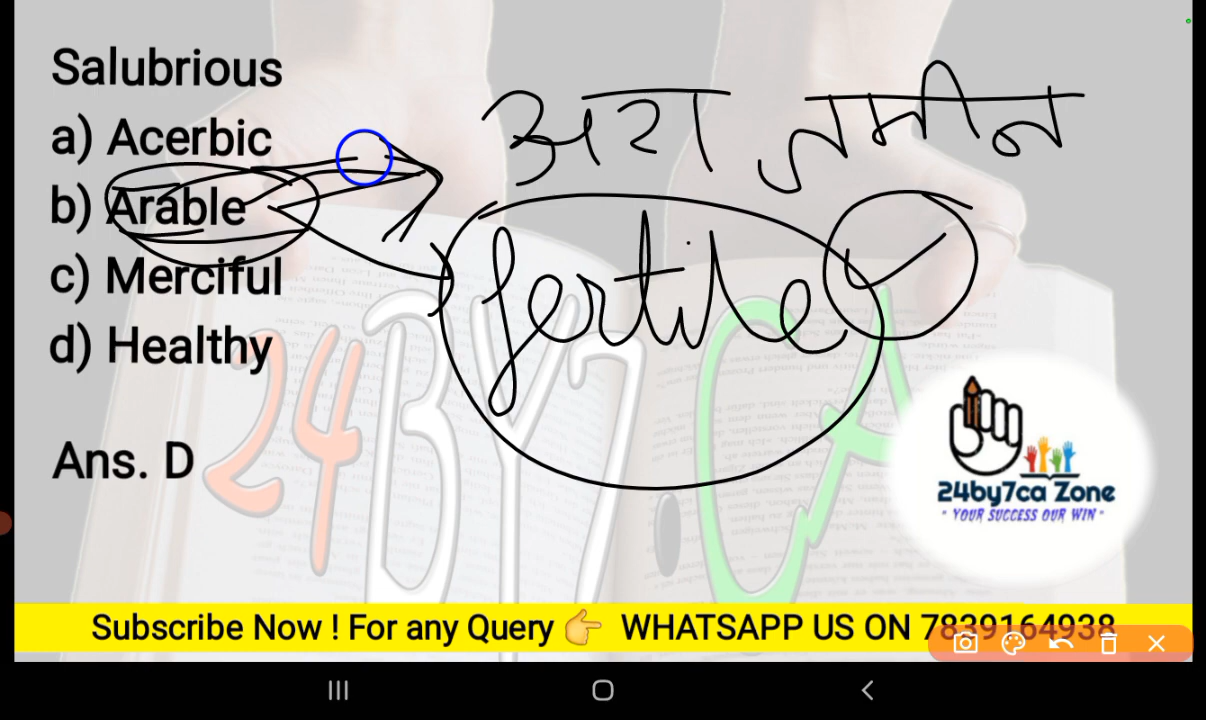 Salubrious
a) Acerbic
b) Arable
c) Merciful
d) Healthy
Ans. D
जमीन
fertile
24BY7CA
24by7ca Zone
" YOUR SUCCESS OUR WIN "
Subscribe Now ! For any Query 👉 WHATSAPP US ON 7839164938